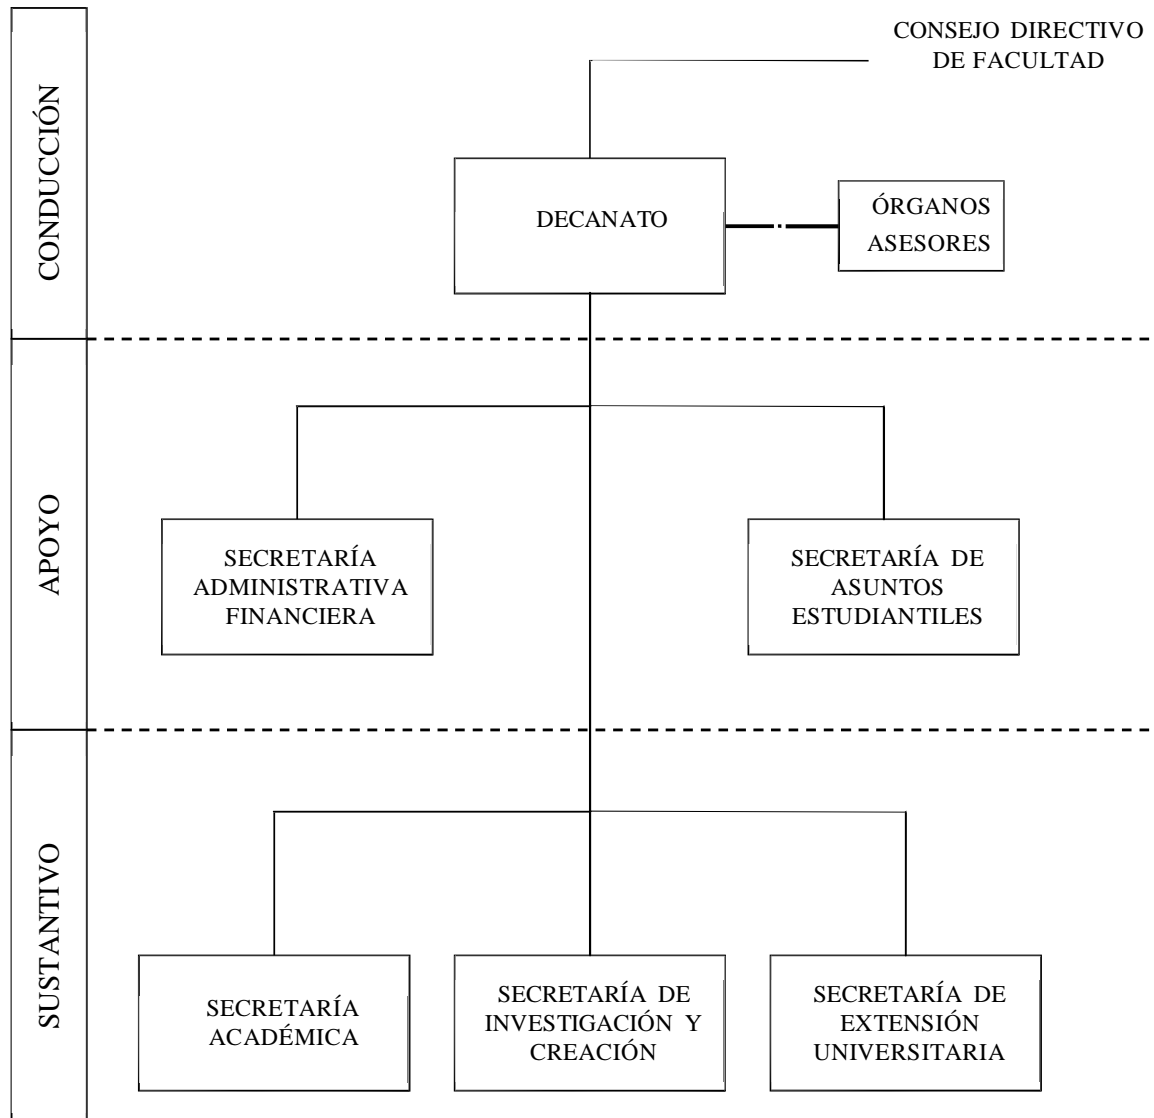 CONSEJO DIRECTIVO
DE FACULTAD
CONDUCCIÓN
DECANATO
ÓRGANOS
ASESORES
APOYO
SECRETARÍA
ADMINISTRATIVA
FINANCIERA
SECRETARÍA DE
ASUNTOS
ESTUDIANTILES
SUSTANTIVO
SECRETARÍA
ACADÉMICA
SECRETARÍA DE
INVESTIGACIÓN Y
CREACIÓN
SECRETARÍA DE
EXTENSIÓN
UNIVERSITARIA